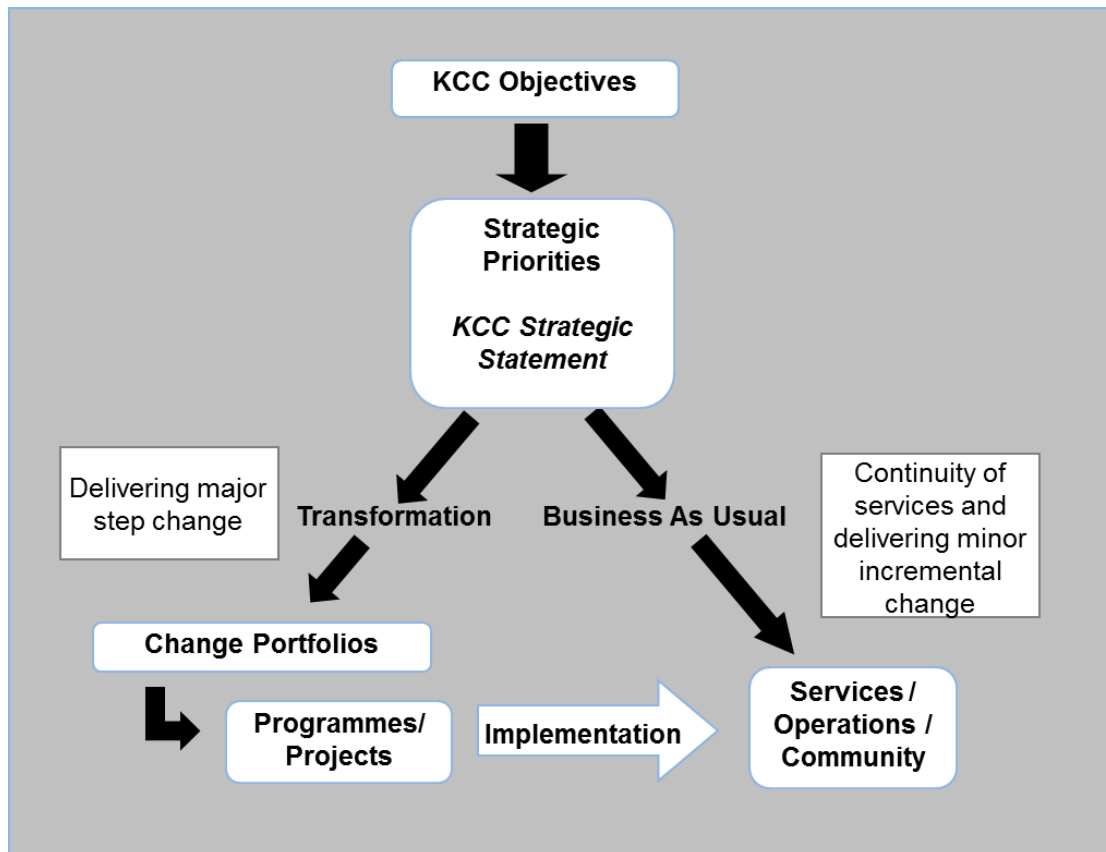 KCC Objectives
Strategic
Priorities
KCC Strategic
Statement
Delivering major
step change
Transformation
Business As Usual
Continuity of
services and
delivering minor
incremental
change
Change Portfolios
Programmes/
Projects
Implementation
Services /
Operations /
Community